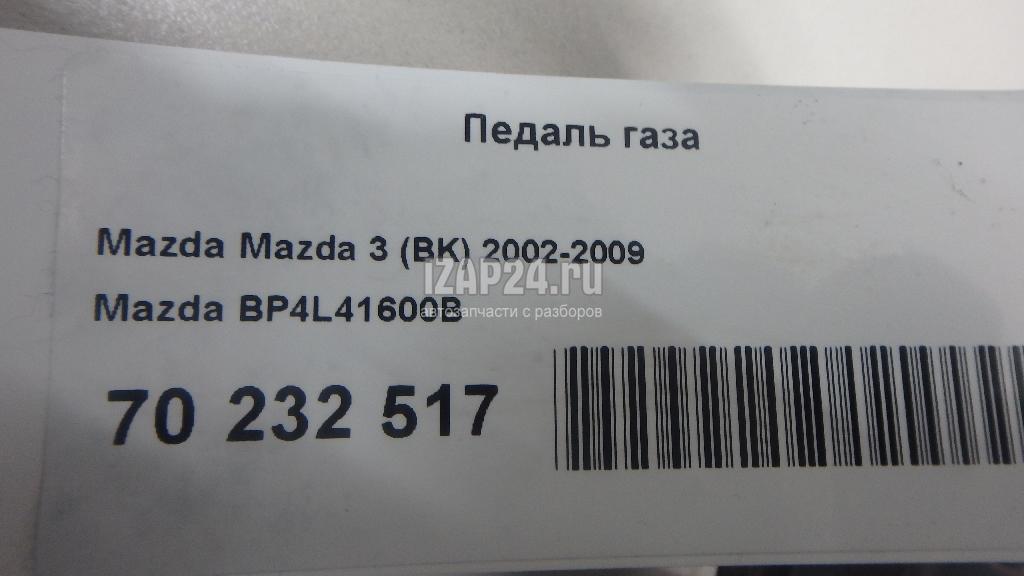 Педаль газа
Mazda Mazda 3 (BK) 2002-2009
IZAP24.ru
Mazda BP4L41600B
автозапчасти с разборов
70 232 517